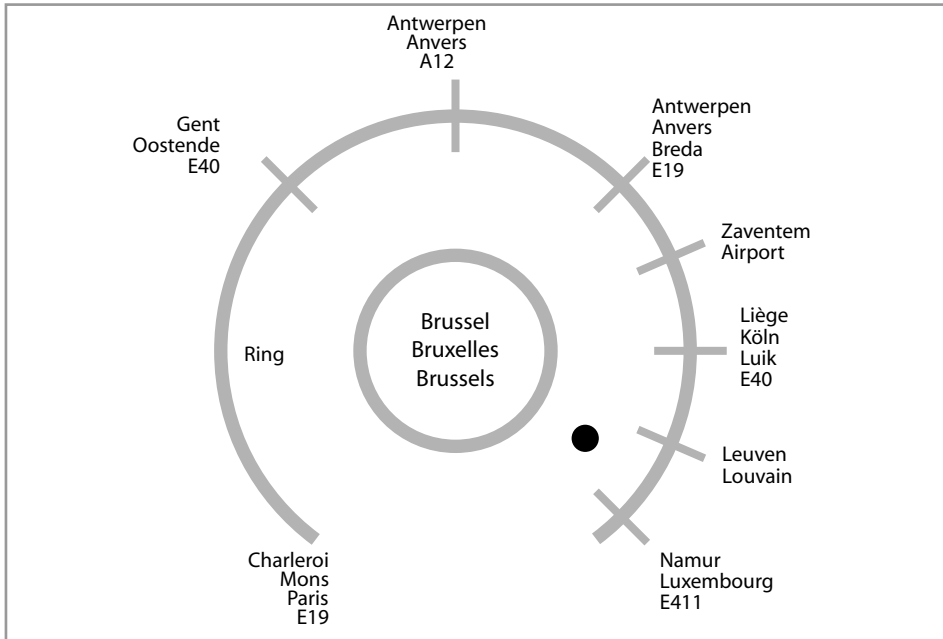 Antwerpen
Anvers
A12
Gent
Oostende
E40
Antwerpen
Anvers
Breda
E19
Zaventem
Airport
Liège
Köln
Luik
E40
Brussel
Bruxelles
Brussels
Ring
Leuven
Louvain
Charleroi
Mons
Paris
E19
Namur
Luxembourg
E411